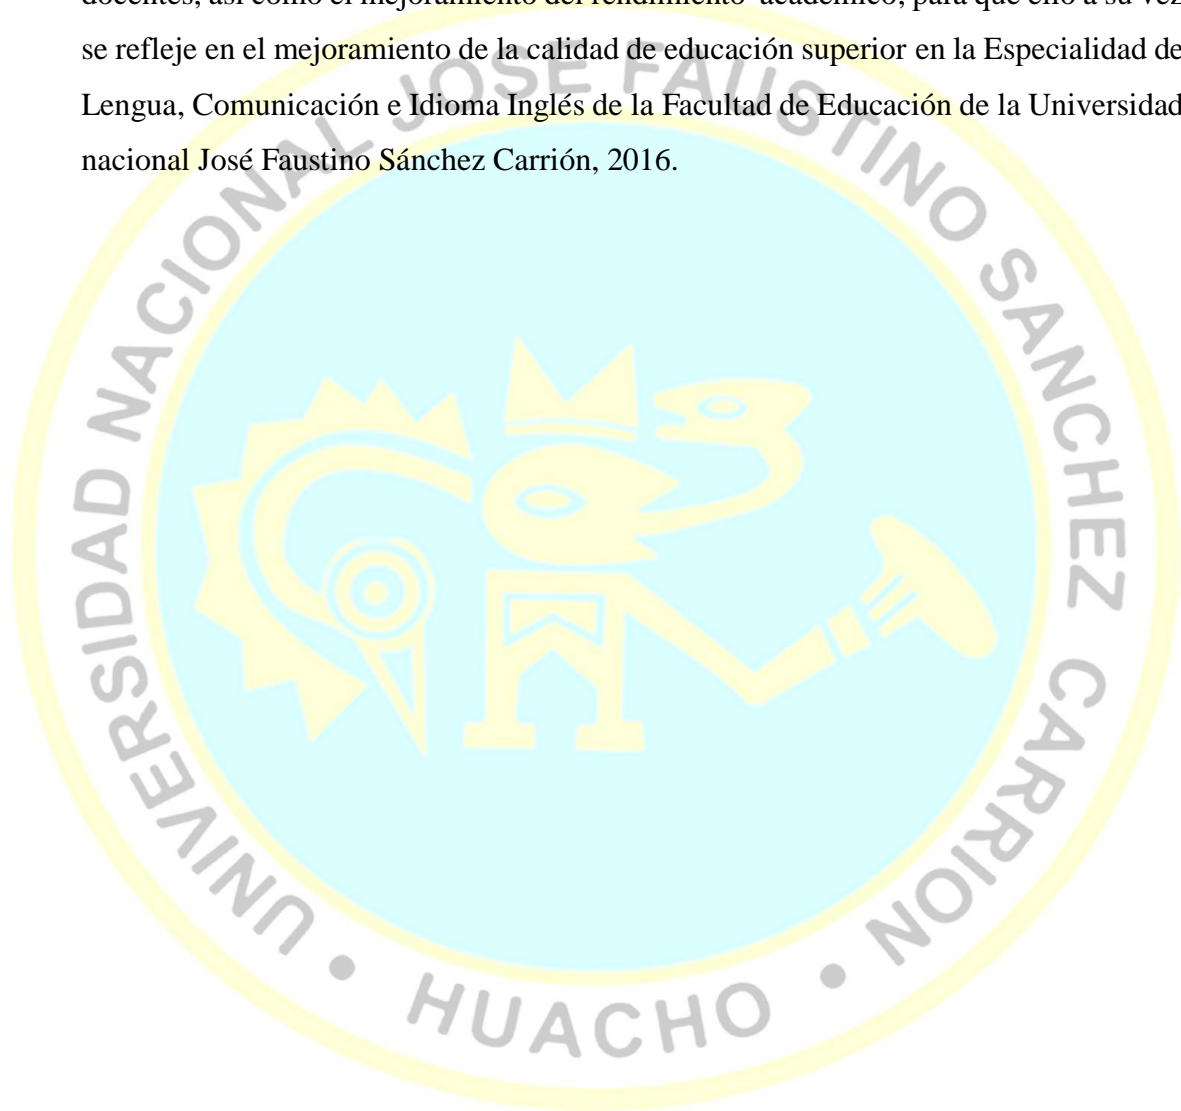 docentes, así como el mejoramiento del rendimiento académico, para que ello a su vez
se refleje en el mejoramiento de la calidad de educación superior en la Especialidad de
Lengua, Comunicación e Idioma Inglés de la Facultad de Educación de la Universidad
nacional José Faustino Sánchez Carrión, 2016.
UNIVERSIDAD NACIONAL JOSE FAUSTINO SANCHEZ CARRION • HUACHO •